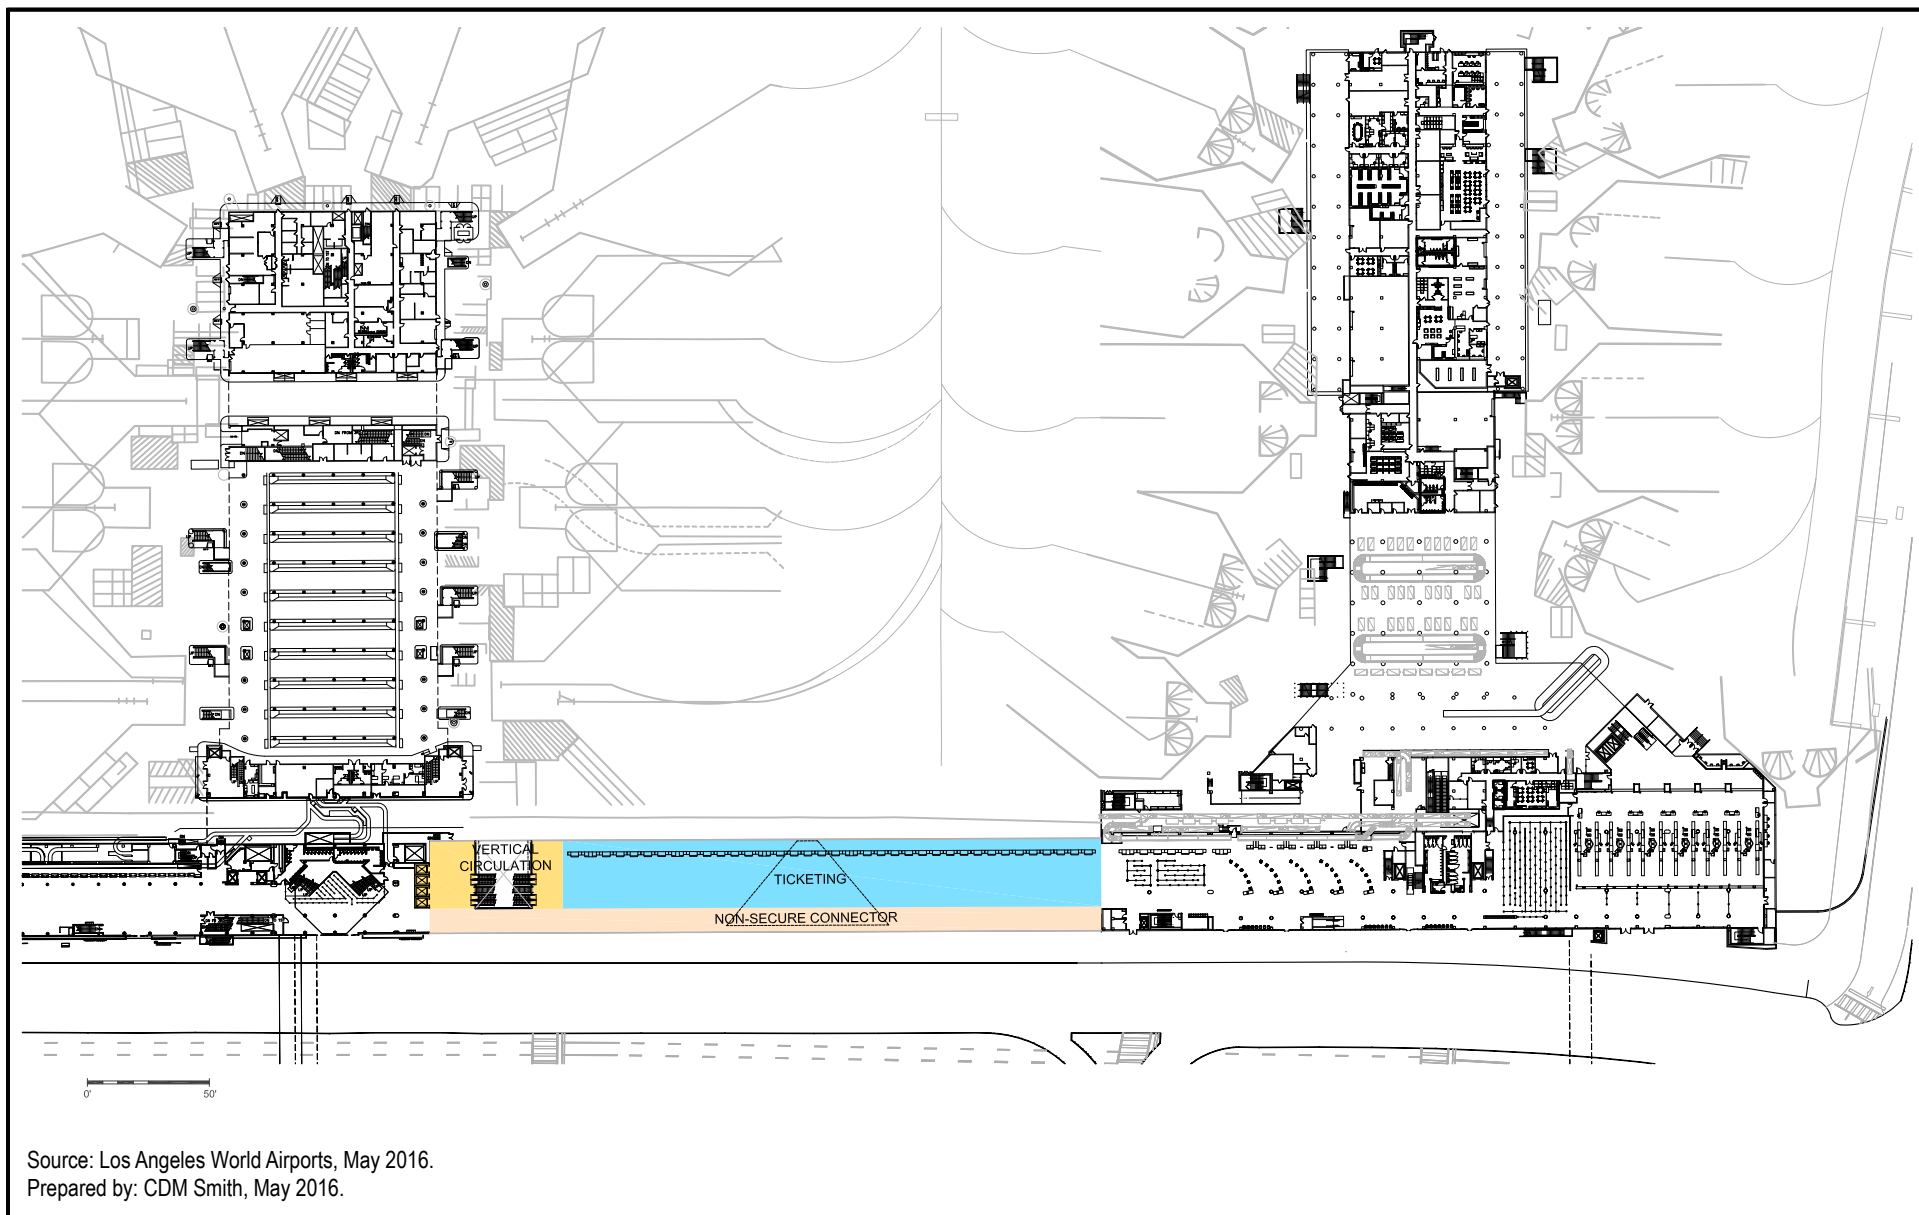 VERTICAL
CIRCULATION
TICKETING
NON-SECURE CONNECTOR
0'
50'
Source: Los Angeles World Airports, May 2016.
Prepared by: CDM Smith, May 2016.